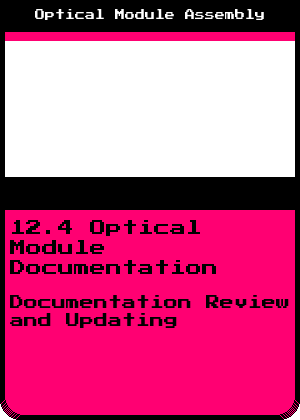 Optical Module Assembly
12.4 Optical
Module
Documentation
Documentation Review
and Updating